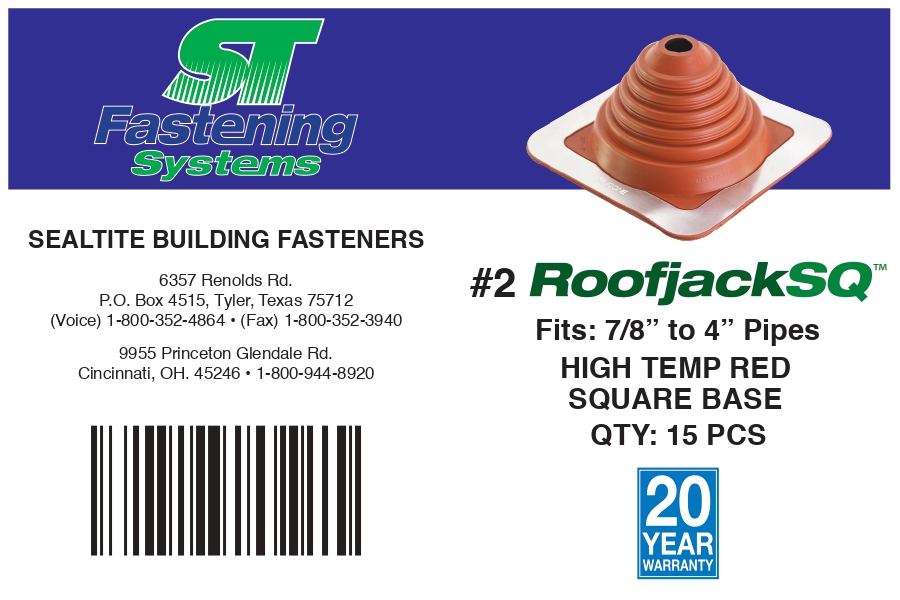 ST
Fastening
Systems
SEALTITE BUILDING FASTENERS
6357 Renolds Rd.
P.O. Box 4515, Tyler, Texas 75712
(Voice) 1-800-352-4864 • (Fax) 1-800-352-3940
9955 Princeton Glendale Rd.
Cincinnati, OH. 45246 • 1-800-944-8920
#2 RoofjackSQ™
Fits: 7/8” to 4” Pipes
HIGH TEMP RED
SQUARE BASE
QTY: 15 PCS
20
YEAR
WARRANTY